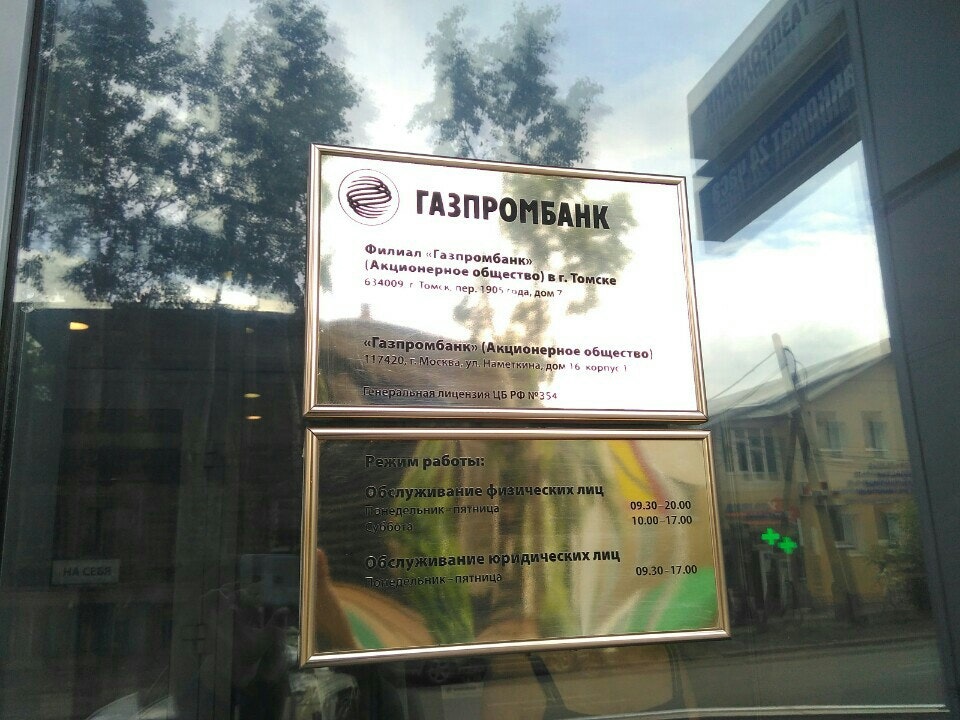 ГАЗПРОМБАНК
Филиал «Газпромбанк»
(Акционерное общество) в г. Томске
634009, г. Томск, пер. 1905 года, дом 7
«Газпромбанк» (Акционерное общество)
117420, г. Москва, ул. Наметкина, дом 16, корпус 1
Генеральная лицензия ЦБ РФ №354
Режим работы:
Обслуживание физических лиц
Понедельник - пятница 09.30 - 20.00
Суббота 10.00 - 17.00
Обслуживание юридических лиц
Понедельник - пятница 09.30 - 17.00
НА СЕБЯ